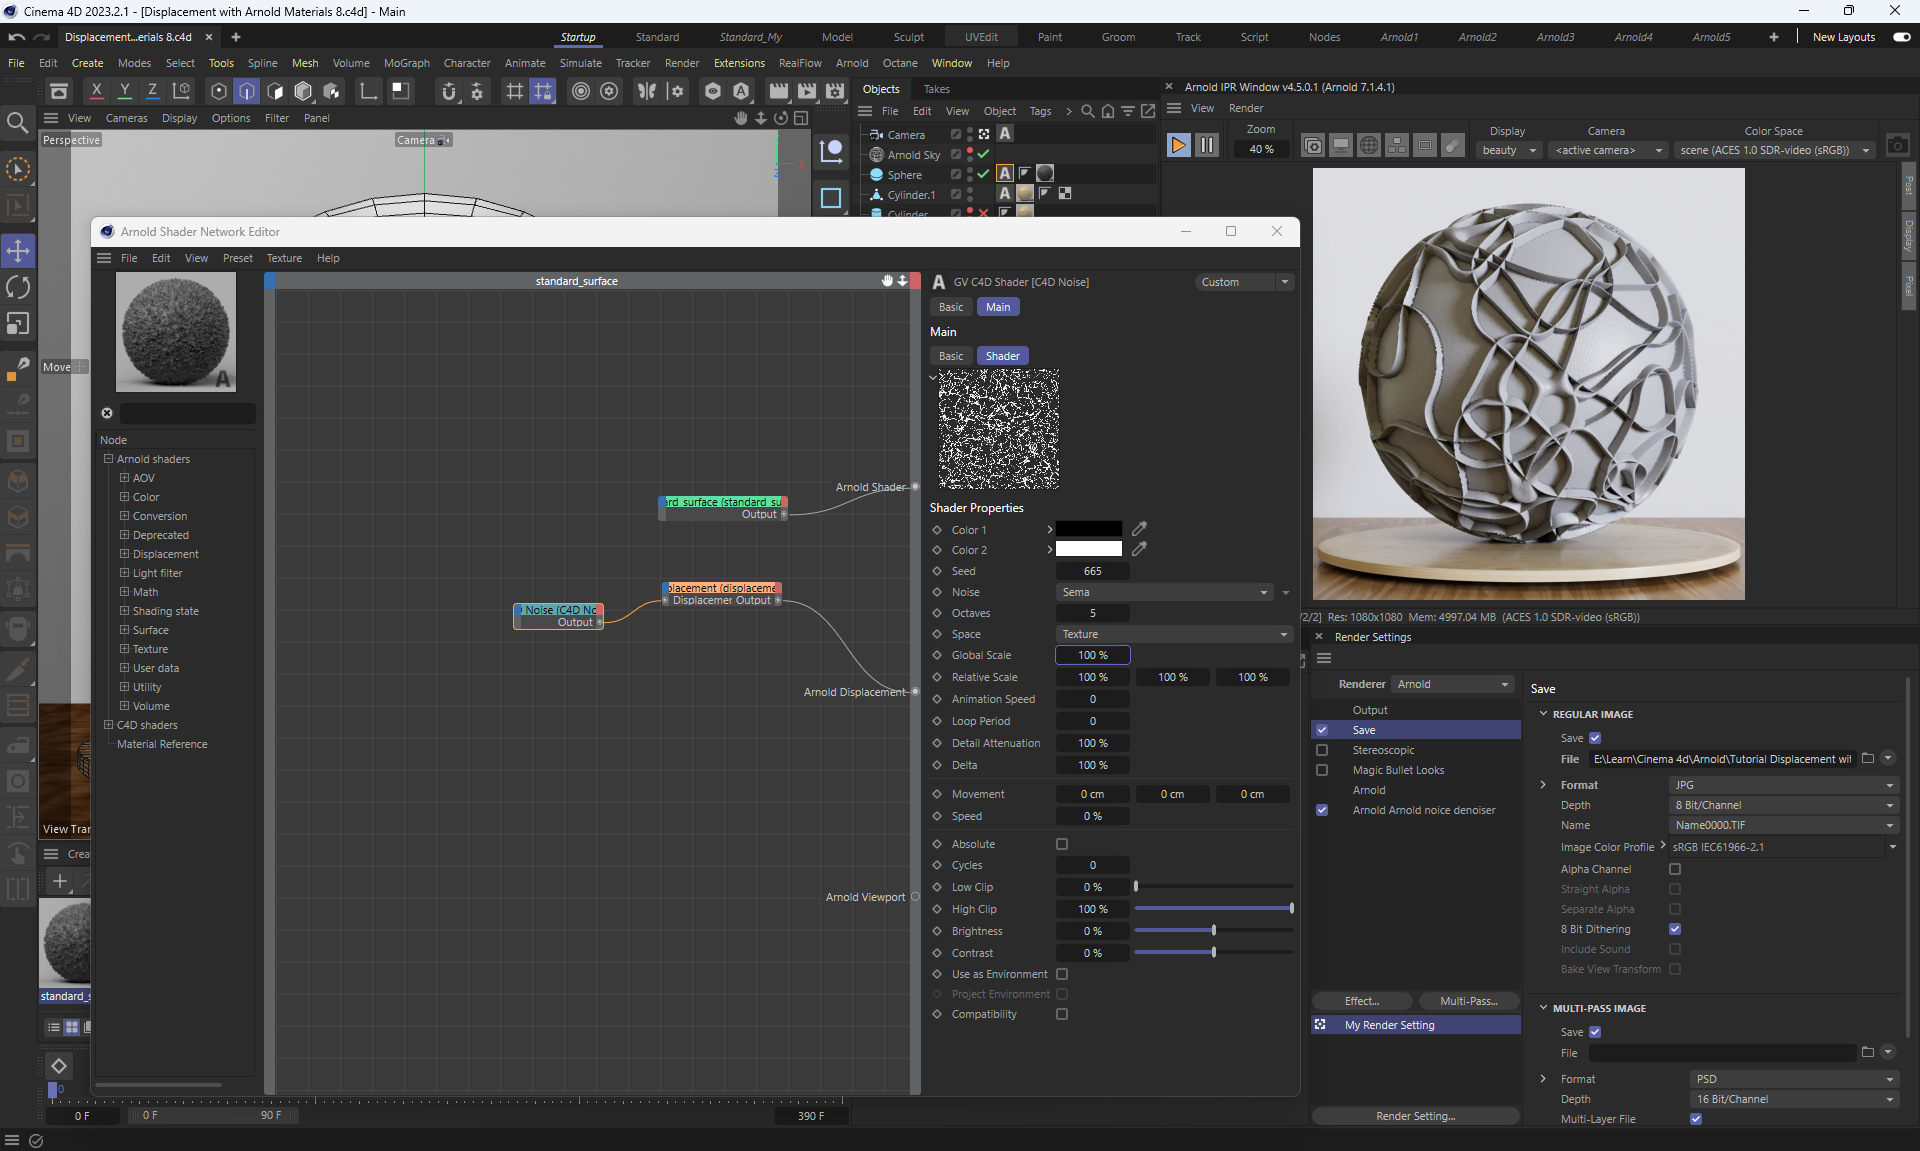 Cinema 4D 2023.2.1 - [Displacement with Arnold Materials 8.c4d] - Main
Displacement...erials 8.c4d
Startup Standard Standard_My Model Sculpt UVEdit Paint Groom Track Script Nodes Arnold1 Arnold2 Arnold3 Arnold4 Arnold5 New Layouts
File Edit Create Modes Select Tools Spline Mesh Volume MoGraph Character Animate Simulate Tracker Render Extensions RealFlow Arnold Octane Window Help
X Y Z
Objects Takes
File Edit View Object Tags
Camera
Arnold Sky
Sphere
Cylinder.1
Cylinder
View Cameras Display Options Filter Panel
Perspective
Camera
Move
View Tran
Crea
standard_s
Arnold IPR Window v4.5.0.1 (Arnold 7.1.4.1)
View Render
Zoom
40 %
Display
beauty
Camera
<active camera>
Color Space
scene (ACES 1.0 SDR-video (sRGB))
Post
Display
Pixel
/2/2] Res: 1080x1080 Mem: 4997.04 MB (ACES 1.0 SDR-video (sRGB))
Arnold Shader Network Editor
File Edit View Preset Texture Help
Node
Arnold shaders
AOV
Color
Conversion
Deprecated
Displacement
Light filter
Math
Shading state
Surface
Texture
User data
Utility
Volume
C4D shaders
Material Reference
standard_surface
Arnold Shader
ard_surface (standard_su
Output
placement (displaceme
Displacemer Output
Noise (C4D No
Output
Arnold Displacement
Arnold Viewport
GV C4D Shader [C4D Noise]
Custom
Basic Main
Main
Basic Shader
Shader Properties
Color 1
Color 2
Seed 665
Noise Sema
Octaves 5
Space Texture
Global Scale 100 %
Relative Scale 100 % 100 % 100 %
Animation Speed 0
Loop Period 0
Detail Attenuation 100 %
Delta 100 %
Movement 0 cm 0 cm 0 cm
Speed 0 %
Absolute
Cycles 0
Low Clip 0 %
High Clip 100 %
Brightness 0 %
Contrast 0 %
Use as Environment
Project Environment
Compatibility
Render Settings
Renderer Arnold
Output
Save
Stereoscopic
Magic Bullet Looks
Arnold
Arnold Arnold noice denoiser
Effect... Multi-Pass...
My Render Setting
Render Setting...
Save
REGULAR IMAGE
Save
File E:\Learn\Cinema 4d\Arnold\Tutorial Displacement wit
Format JPG
Depth 8 Bit/Channel
Name Name0000.TIF
Image Color Profile sRGB IEC61966-2.1
Alpha Channel
Straight Alpha
Separate Alpha
8 Bit Dithering
Include Sound
Bake View Transform
MULTI-PASS IMAGE
Save
File
Format PSD
Depth 16 Bit/Channel
Multi-Layer File
0
0 F 0 F 90 F 390 F